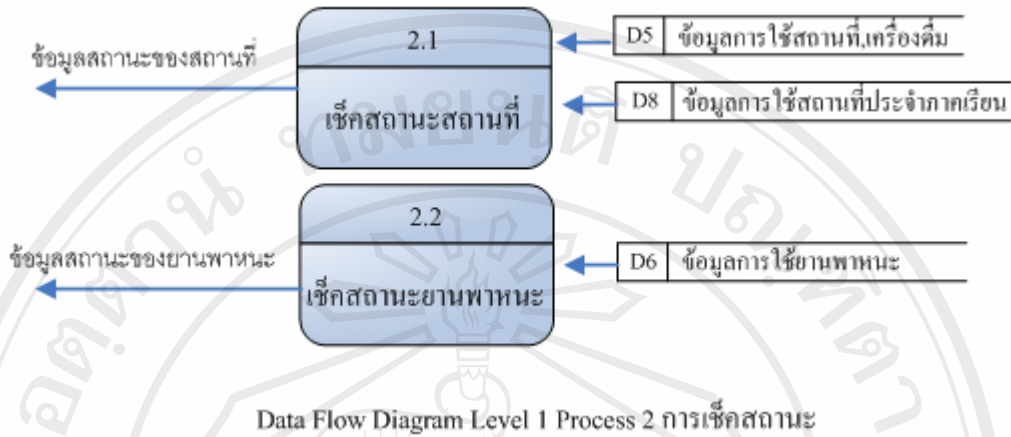 2.1
เช็คสถานะสถานที่
ข้อมูลสถานะของสถานที่
D5 ข้อมูลการใช้สถานที่,เครื่องดื่ม
D8 ข้อมูลการใช้สถานที่ประจำภาคเรียน
2.2
เช็คสถานะยานพาหนะ
ข้อมูลสถานะของยานพาหนะ
D6 ข้อมูลการใช้ยานพาหนะ
Data Flow Diagram Level 1 Process 2 การเช็คสถานะ